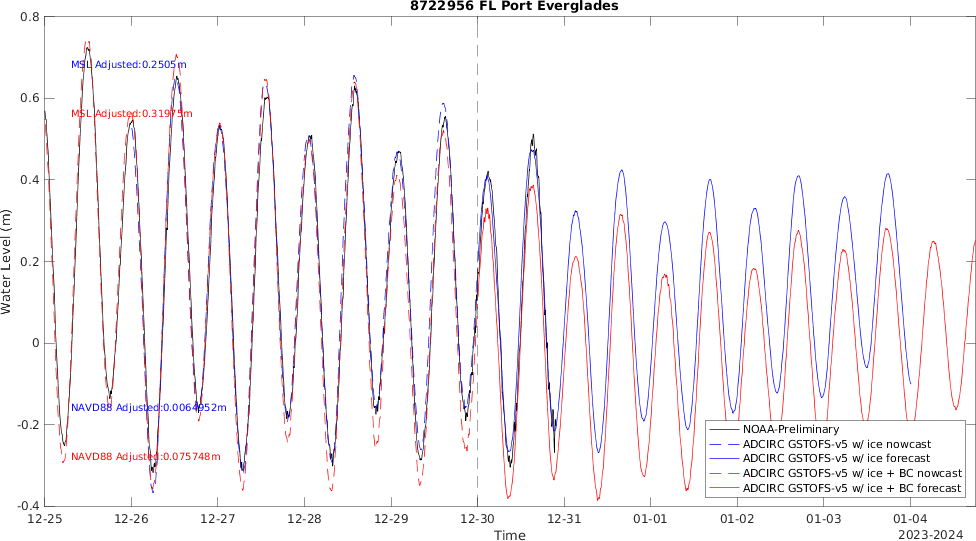 8722956 FL Port Everglades
0.8
0.6
0.4
0.2
0
-0.2
-0.4
Water Level (m)
MSL Adjusted:0.2505m
MSL Adjusted:0.31975m
NAVD88 Adjusted:0.0064952m
NAVD88 Adjusted:0.075748m
NOAA-Preliminary
ADCIRC GSTOFS-v5 w/ ice nowcast
ADCIRC GSTOFS-v5 w/ ice forecast
ADCIRC GSTOFS-v5 w/ ice + BC nowcast
ADCIRC GSTOFS-v5 w/ ice + BC forecast
12-25 12-26 12-27 12-28 12-29 12-30 12-31 01-01 01-02 01-03 01-04
Time
2023-2024